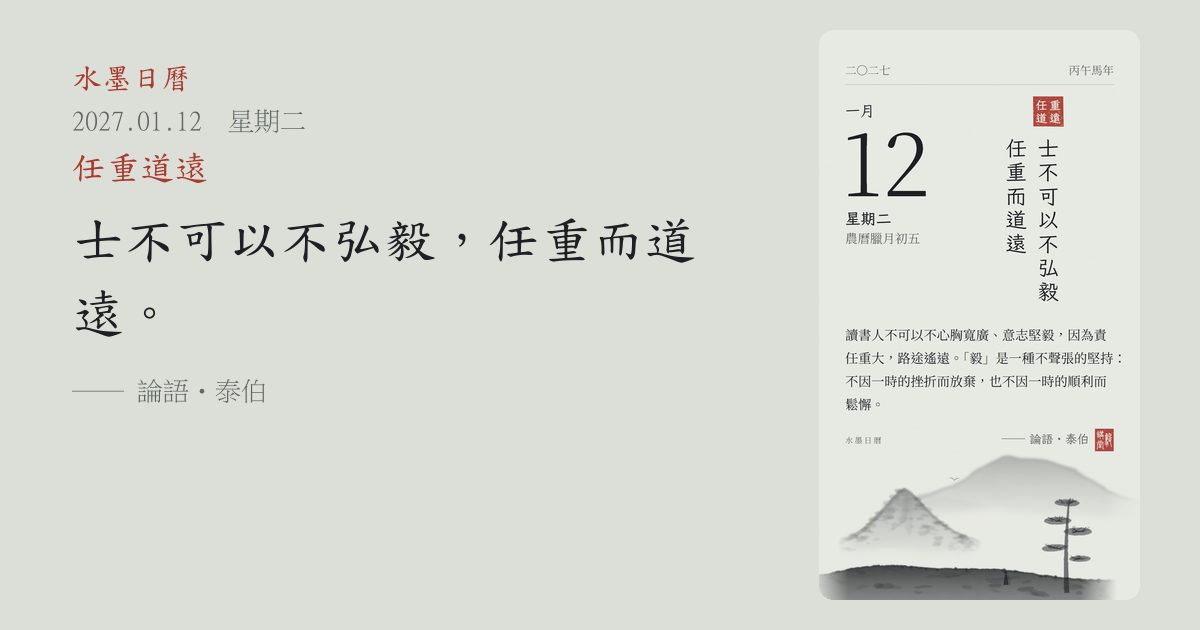 水墨日曆
2027.01.12 星期二
任重道遠
士不可以不弘毅，任重而道
遠。
—— 論語・泰伯
二〇二七
丙午馬年
一月
12
星期二
農曆臘月初五
重遠
任道
士不可以不弘毅
任重而道遠
讀書人不可以不心胸寬廣、意志堅毅，因為責
任重大，路途遙遠。「毅」是一種不聲張的堅持：
不因一時的挫折而放棄，也不因一時的順利而
鬆懈。
水墨日曆
—— 論語・泰伯